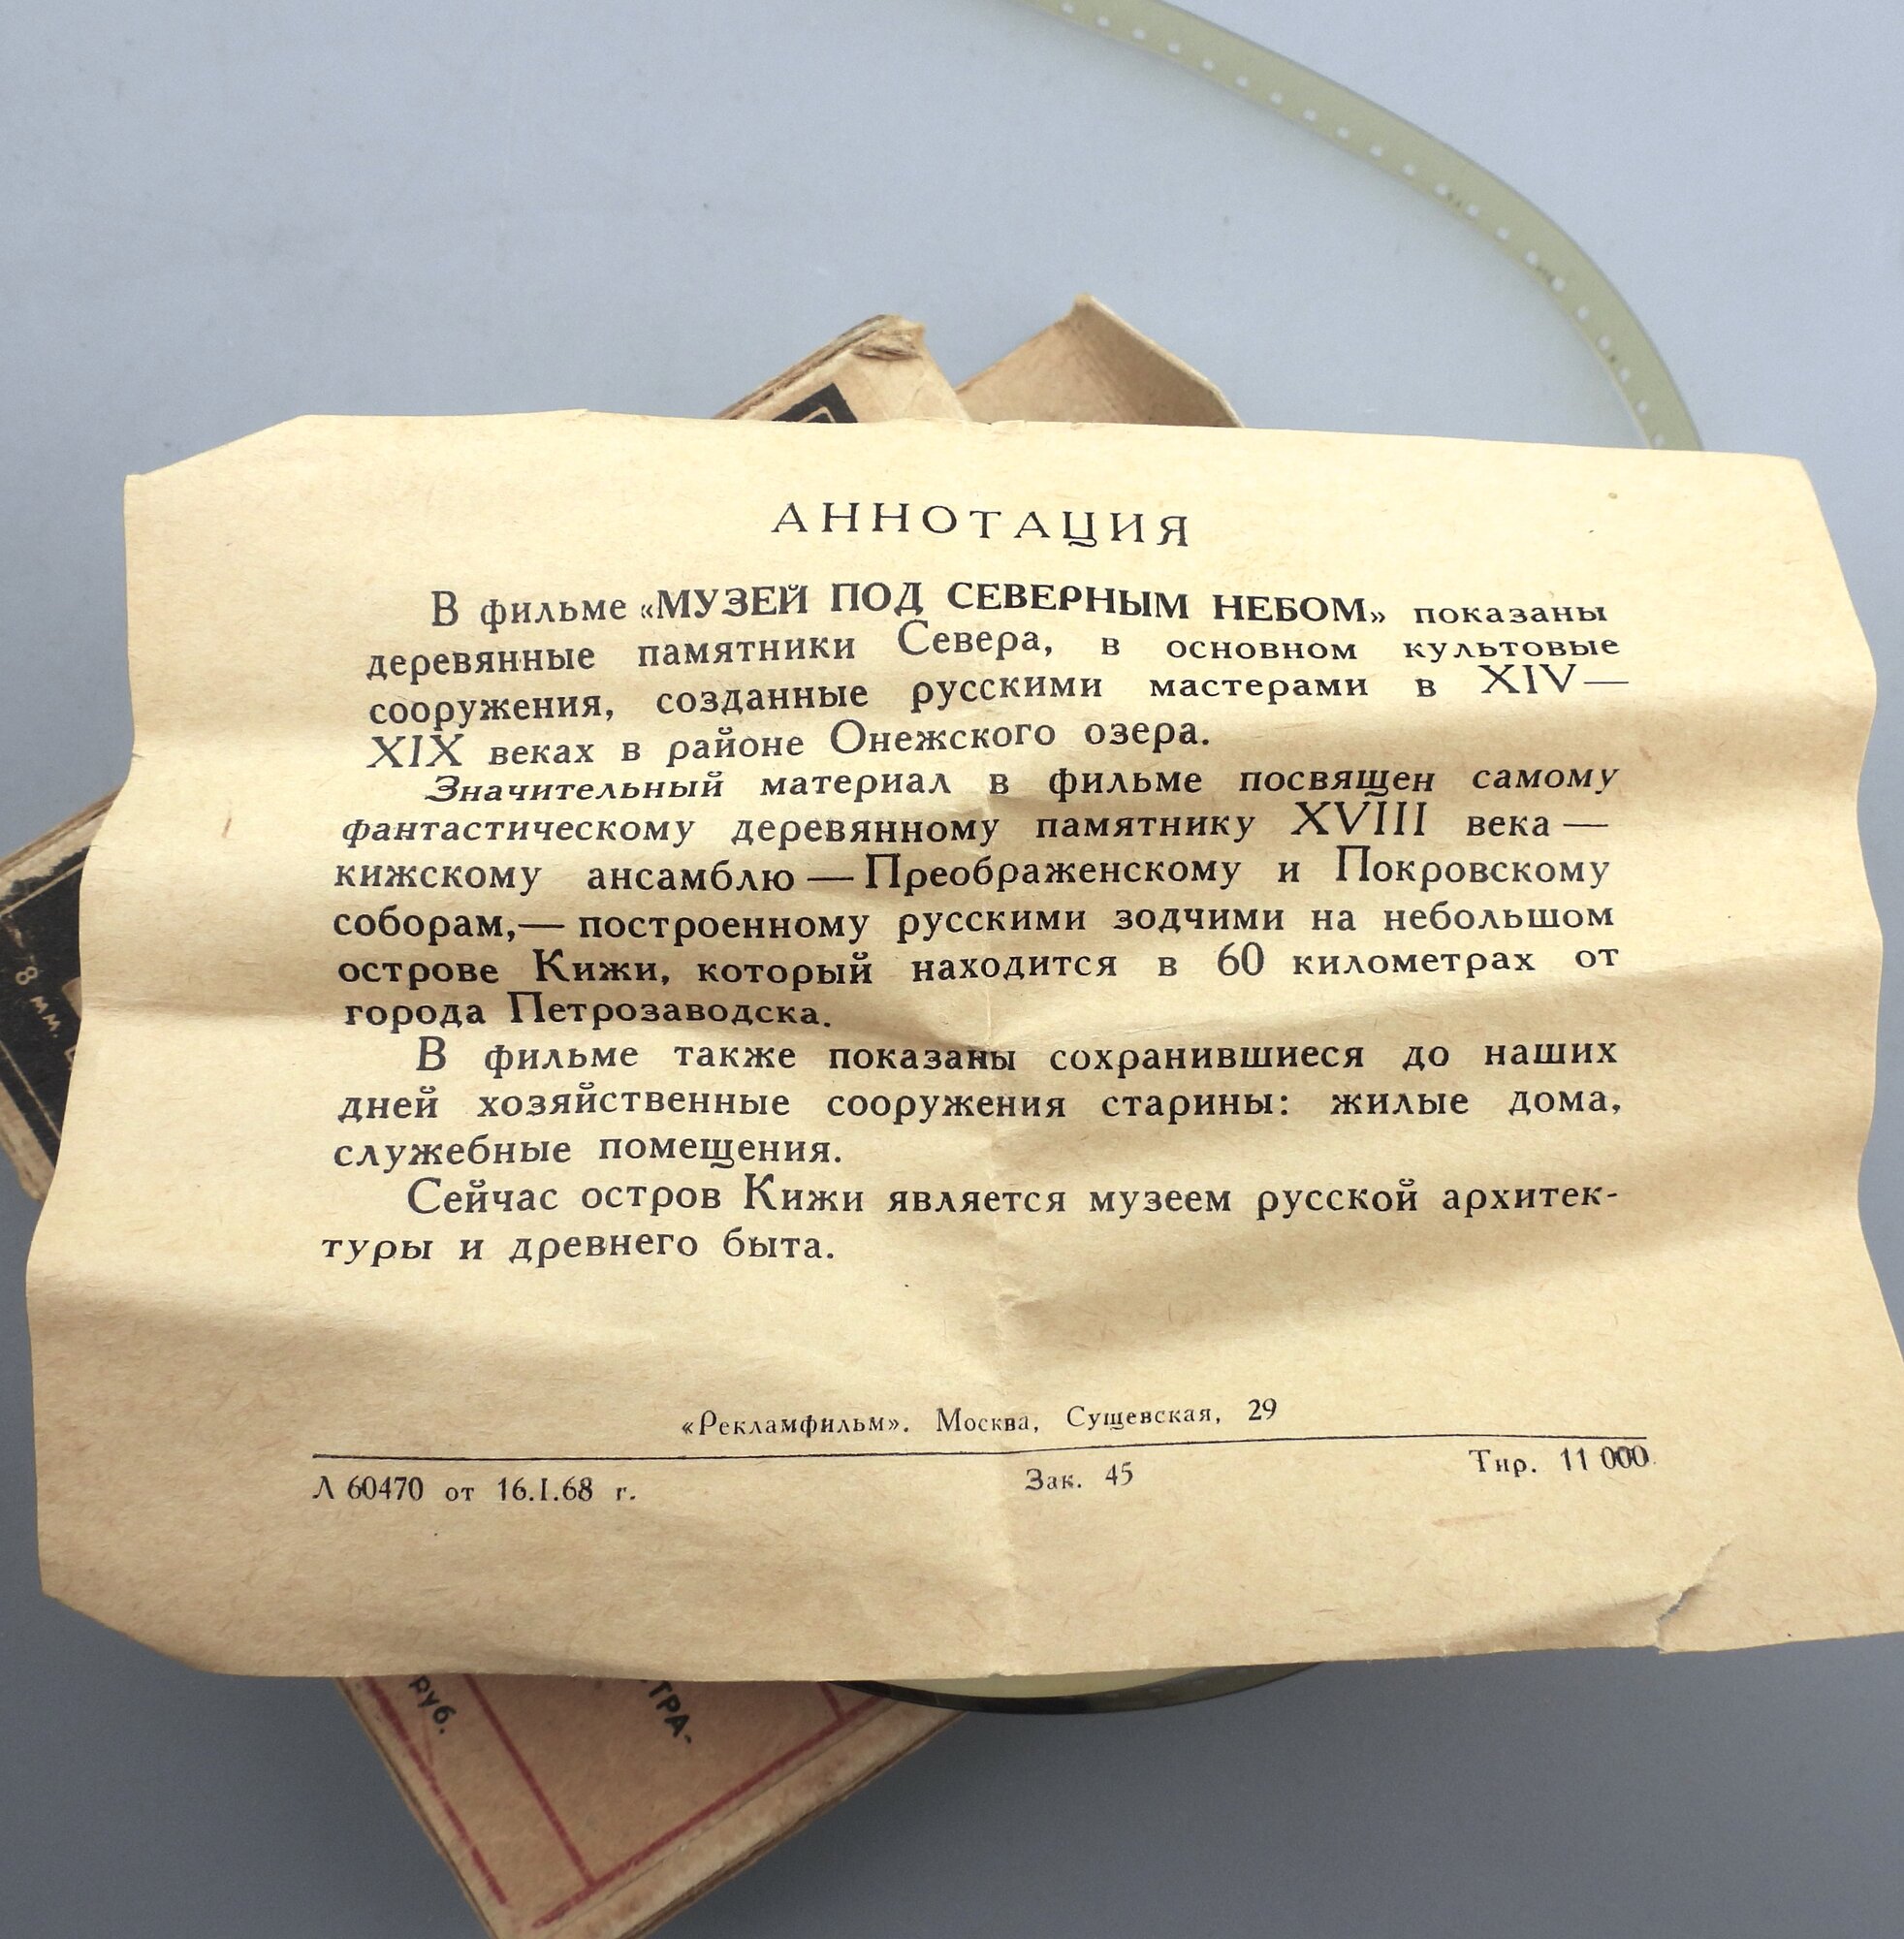 АННОТАЦИЯ
В фильме «МУЗЕЙ ПОД СЕВЕРНЫМ НЕБОМ» показаны
деревянные памятники Севера, в основном культовые
сооружения, созданные русскими мастерами в XIV—
XIX веках в районе Онежского озера.
Значительный материал в фильме посвящен самому
фантастическому деревянному памятнику XVIII века —
кижскому ансамблю — Преображенскому и Покровскому
соборам,— построенному русскими зодчими на небольшом
острове Кижи, который находится в 60 километрах от
города Петрозаводска.
В фильме также показаны сохранившиеся до наших
дней хозяйственные сооружения старины: жилые дома,
служебные помещения.
Сейчас остров Кижи является музеем русской архитек-
туры и древнего быта.
«Рекламфильм». Москва, Сущевская, 29
Л 60470 от 16.I.68 г. Зак. 45 Тир. 11 000
8 мм.
руб.
ТРА-